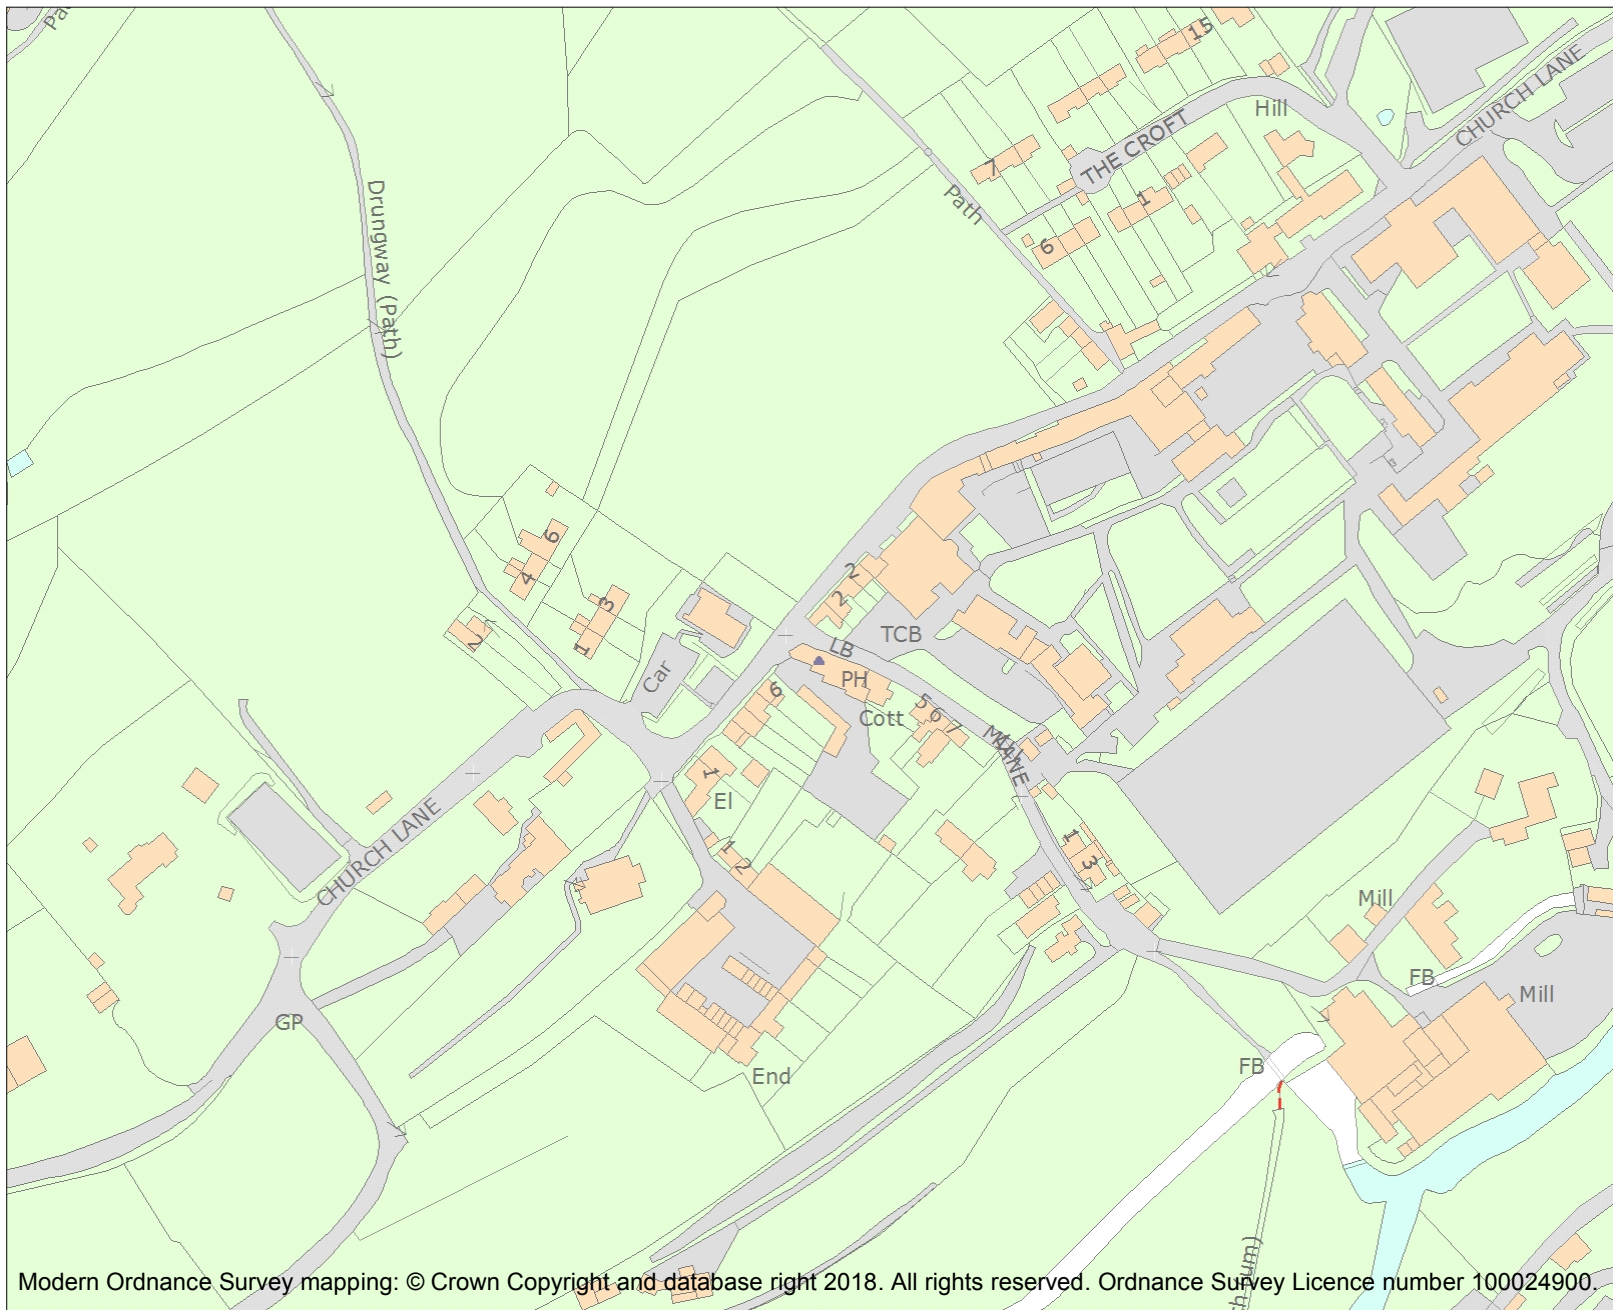 15
CHURCH LANE
Hill
THE CROFT
7
Path
1
6
Drungway (Path)
6
4
3
1
2
2
2
TCB
LB
PH
Car
6
Cott
5
6
7
LANE
1
El
1
2
1
3
CHURCH LANE
Mill
FB
Mill
GP
End
FB
Modern Ordnance Survey mapping: © Crown Copyright and database right 2018. All rights reserved. Ordnance Survey Licence number 100024900.